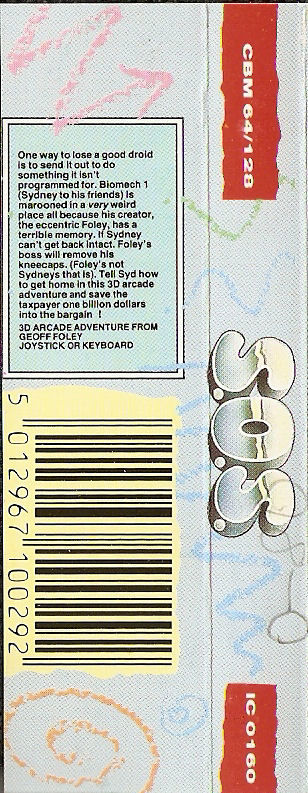 One way to lose a good droid
is to send it out to do
something it isn't
programmed for. Biomech 1
(Sydney to his friends) is
marooned in a very weird
place all because his creator,
the eccentric Foley, has a
terrible memory. If Sydney
can't get back intact. Foley's
boss will remove his
kneecaps. (Foley's not
Sydneys that is). Tell Syd how
to get home in this 3D arcade
adventure and save the
taxpayer one billion dollars
into the bargain !
3D ARCADE ADVENTURE FROM
GEOFF FOLEY
JOYSTICK OR KEYBOARD
5 012967 100292
CBM 64/128
S.O.S.
IC 0160